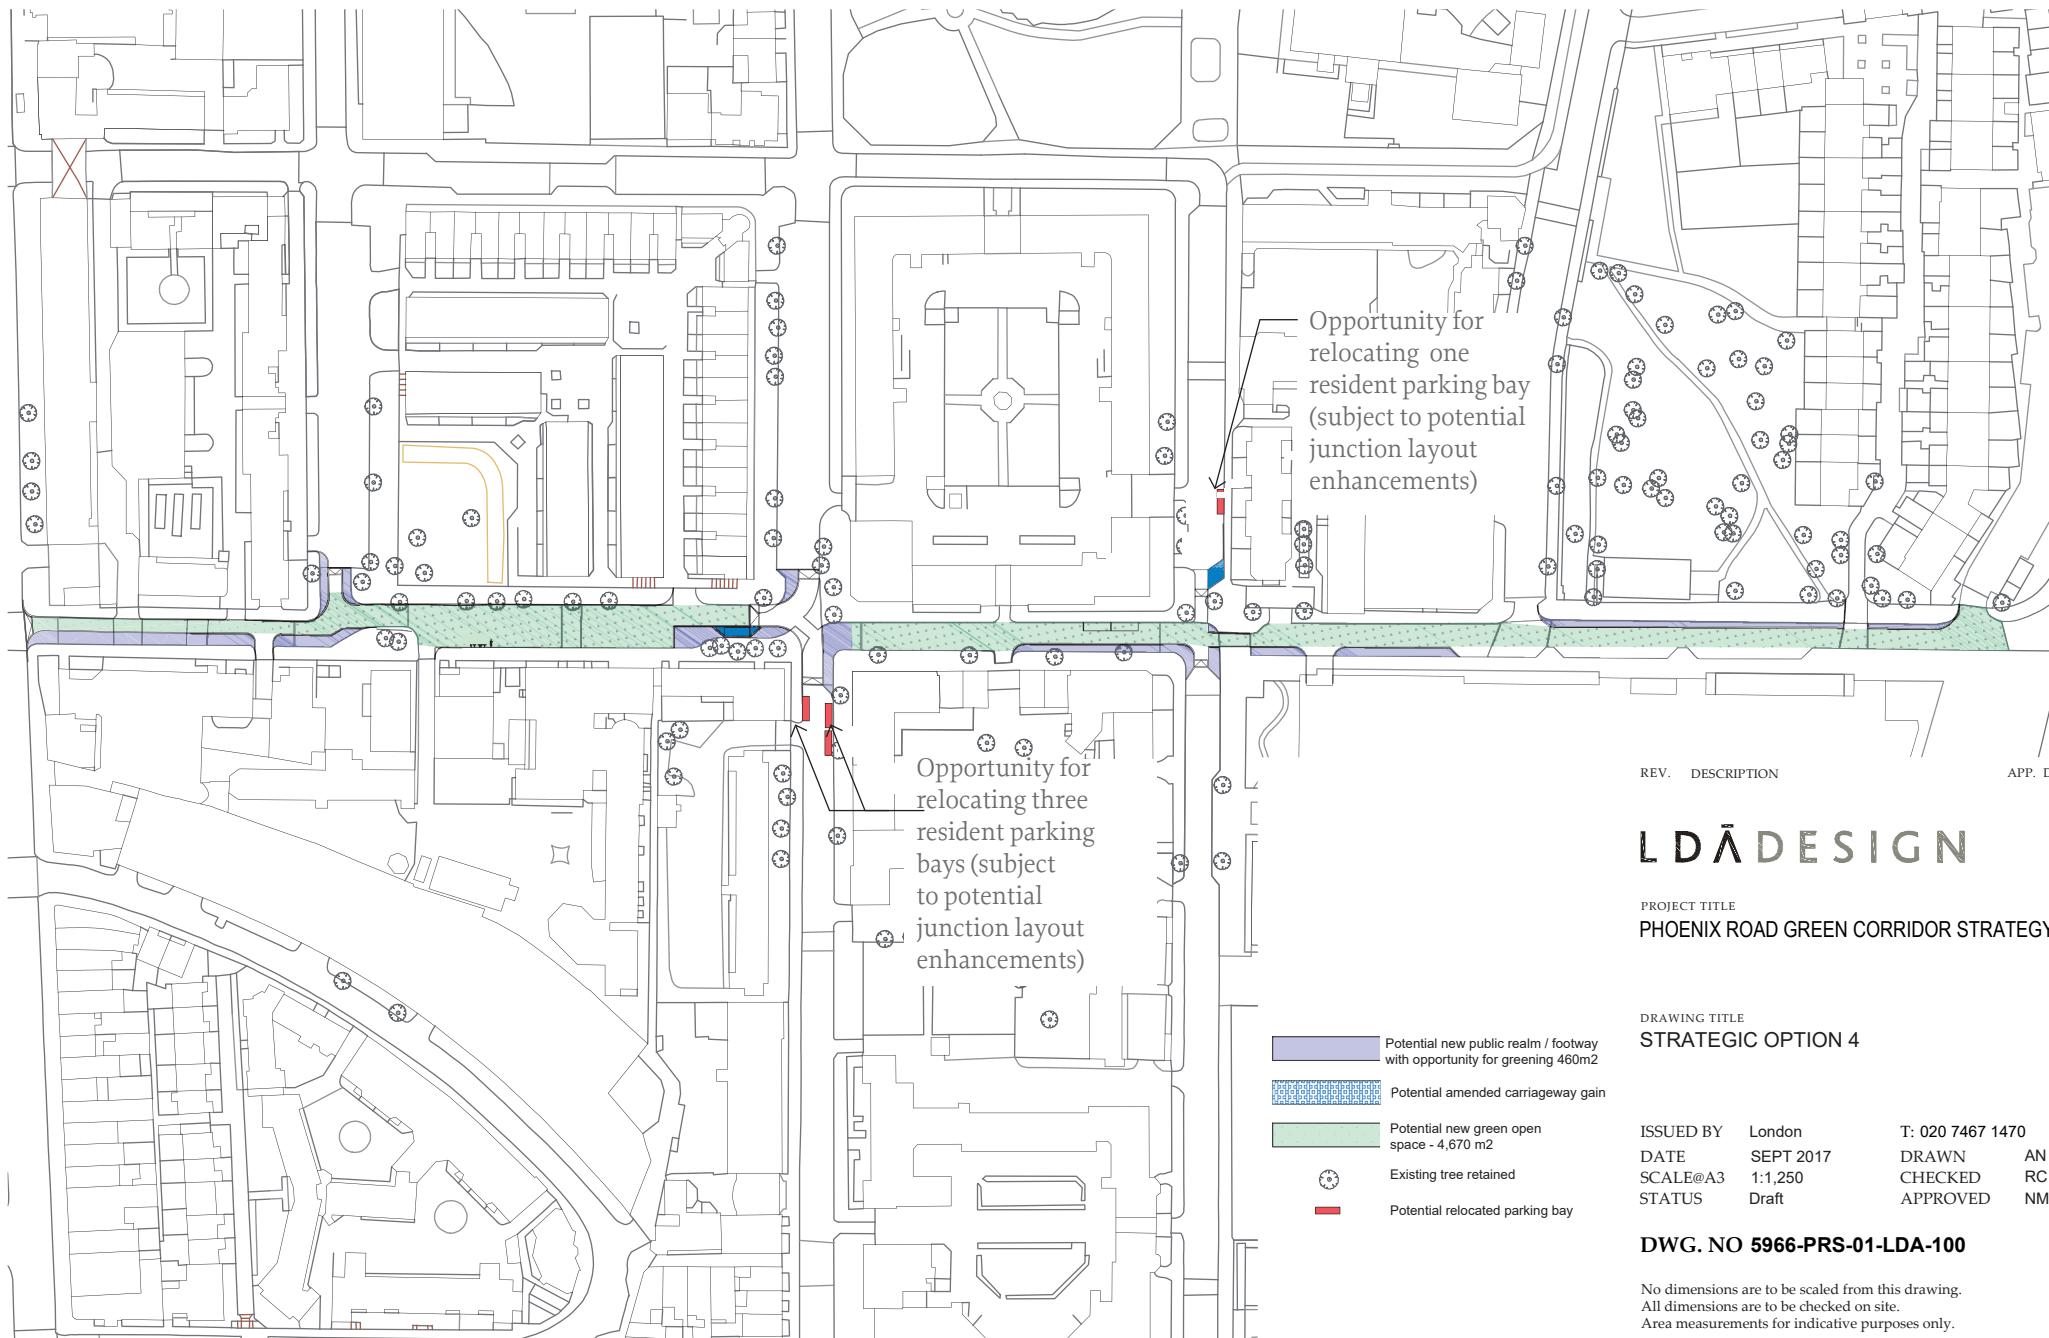 Opportunity for
relocating one
resident parking bay
(subject to potential
junction layout
enhancements)
Opportunity for
relocating three
resident parking
bays (subject
to potential
junction layout
enhancements)
REV. DESCRIPTION APP. D
LDĀDESIGN
PROJECT TITLE
PHOENIX ROAD GREEN CORRIDOR STRATEGY
DRAWING TITLE
STRATEGIC OPTION 4
Potential new public realm / footway
with opportunity for greening 460m2
Potential amended carriageway gain
Potential new green open
space - 4,670 m2
Existing tree retained
Potential relocated parking bay
ISSUED BY London T: 020 7467 1470
DATE SEPT 2017 DRAWN AN
SCALE@A3 1:1,250 CHECKED RC
STATUS Draft APPROVED NM
DWG. NO 5966-PRS-01-LDA-100
No dimensions are to be scaled from this drawing.
All dimensions are to be checked on site.
Area measurements for indicative purposes only.